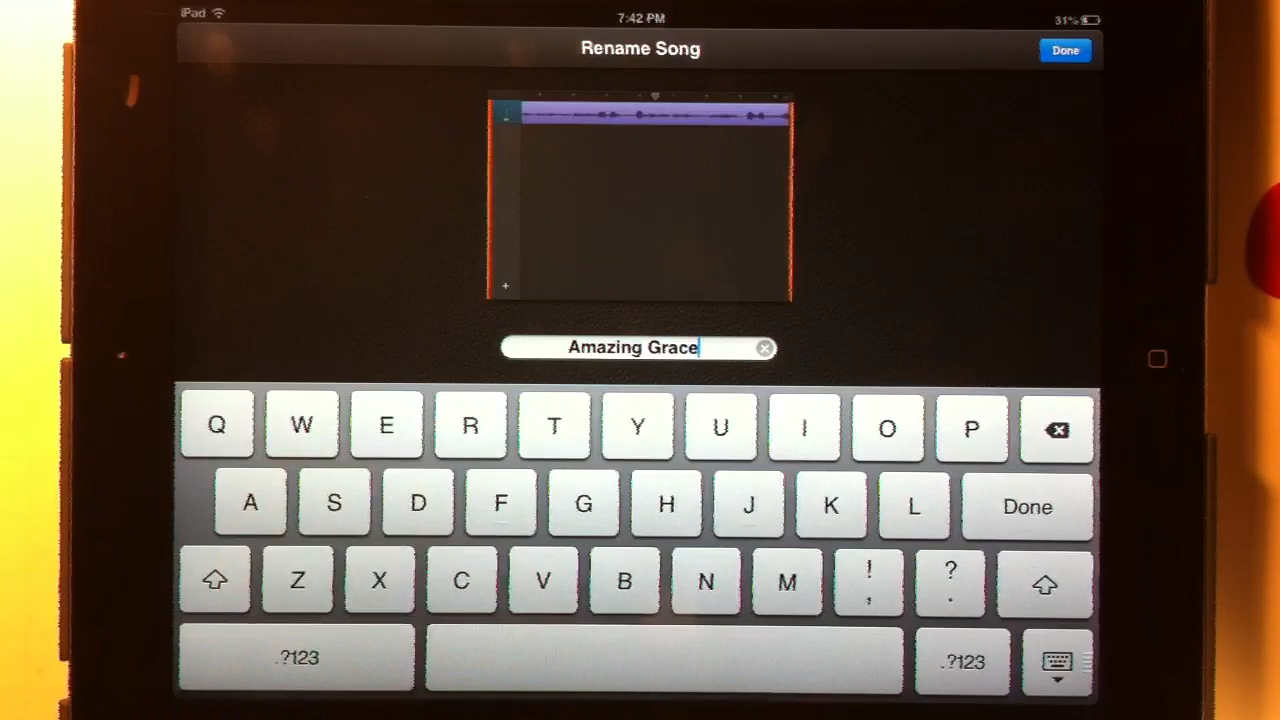 iPad 7:42 PM 31%
Rename Song Done
Amazing Grace
Q W E R T Y U I O P
A S D F G H J K L Done
Z X C V B N M ! , ? .
.?123 .?123